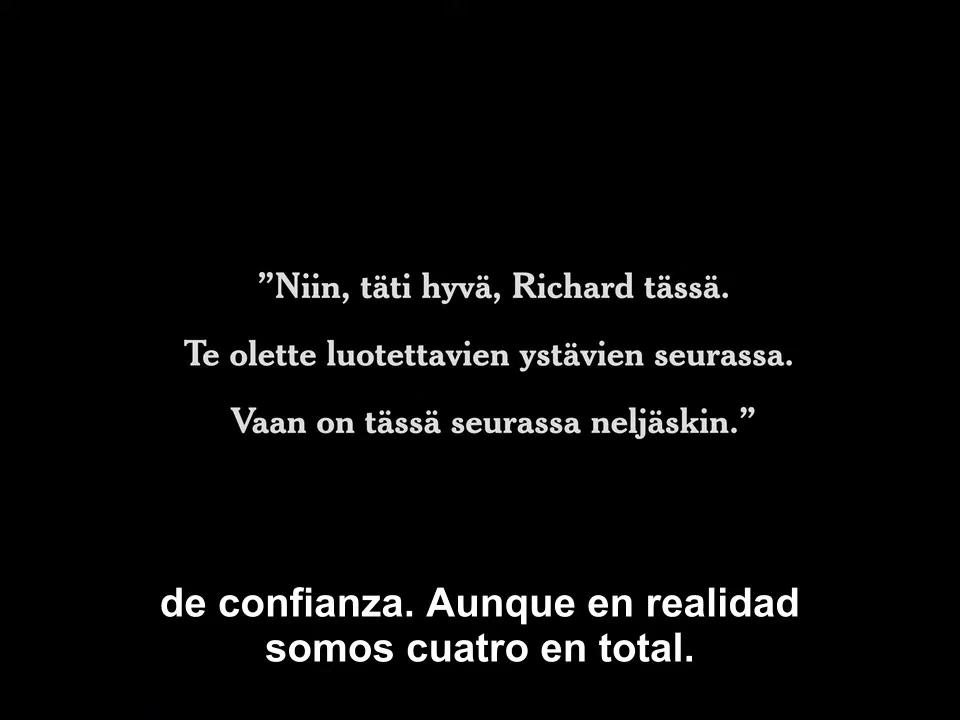 ”Niin, täti hyvä, Richard tässä.
Te olette luotettavien ystävien seurassa.
Vaan on tässä seurassa neljäskin.”
de confianza. Aunque en realidad
somos cuatro en total.